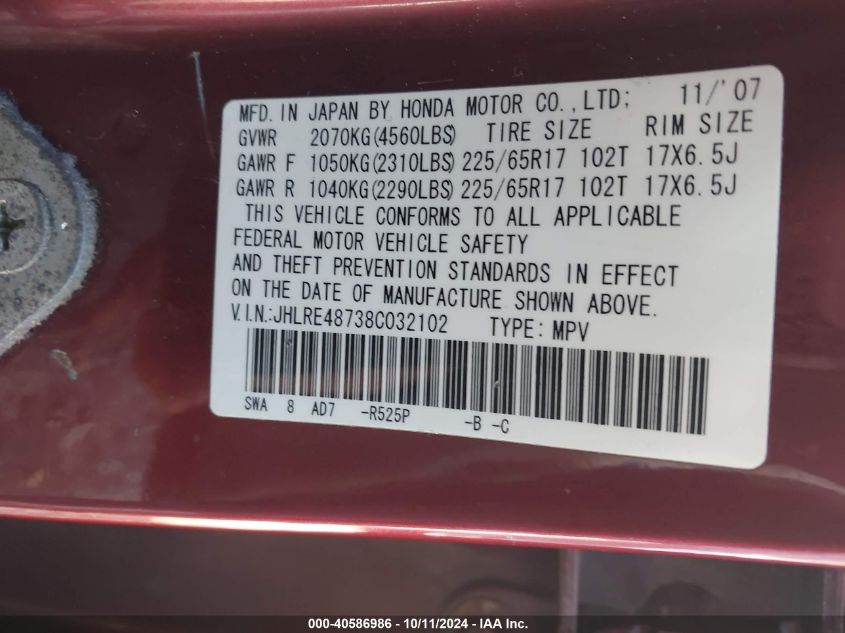 MFD. IN JAPAN BY HONDA MOTOR CO.,LTD; 11/'07
GVWR 2070KG(4560LBS) TIRE SIZE RIM SIZE
GAWR F 1050KG(2310LBS) 225/65R17 102T 17X6.5J
GAWR R 1040KG(2290LBS) 225/65R17 102T 17X6.5J
THIS VEHICLE CONFORMS TO ALL APPLICABLE
FEDERAL MOTOR VEHICLE SAFETY
AND THEFT PREVENTION STANDARDS IN EFFECT
ON THE DATE OF MANUFACTURE SHOWN ABOVE.
V.I.N.:JHLRE48738C032102 TYPE: MPV
SWA 8 AD7 -R525P -B -C
000-40586986 - 10/11/2024 - IAA Inc.